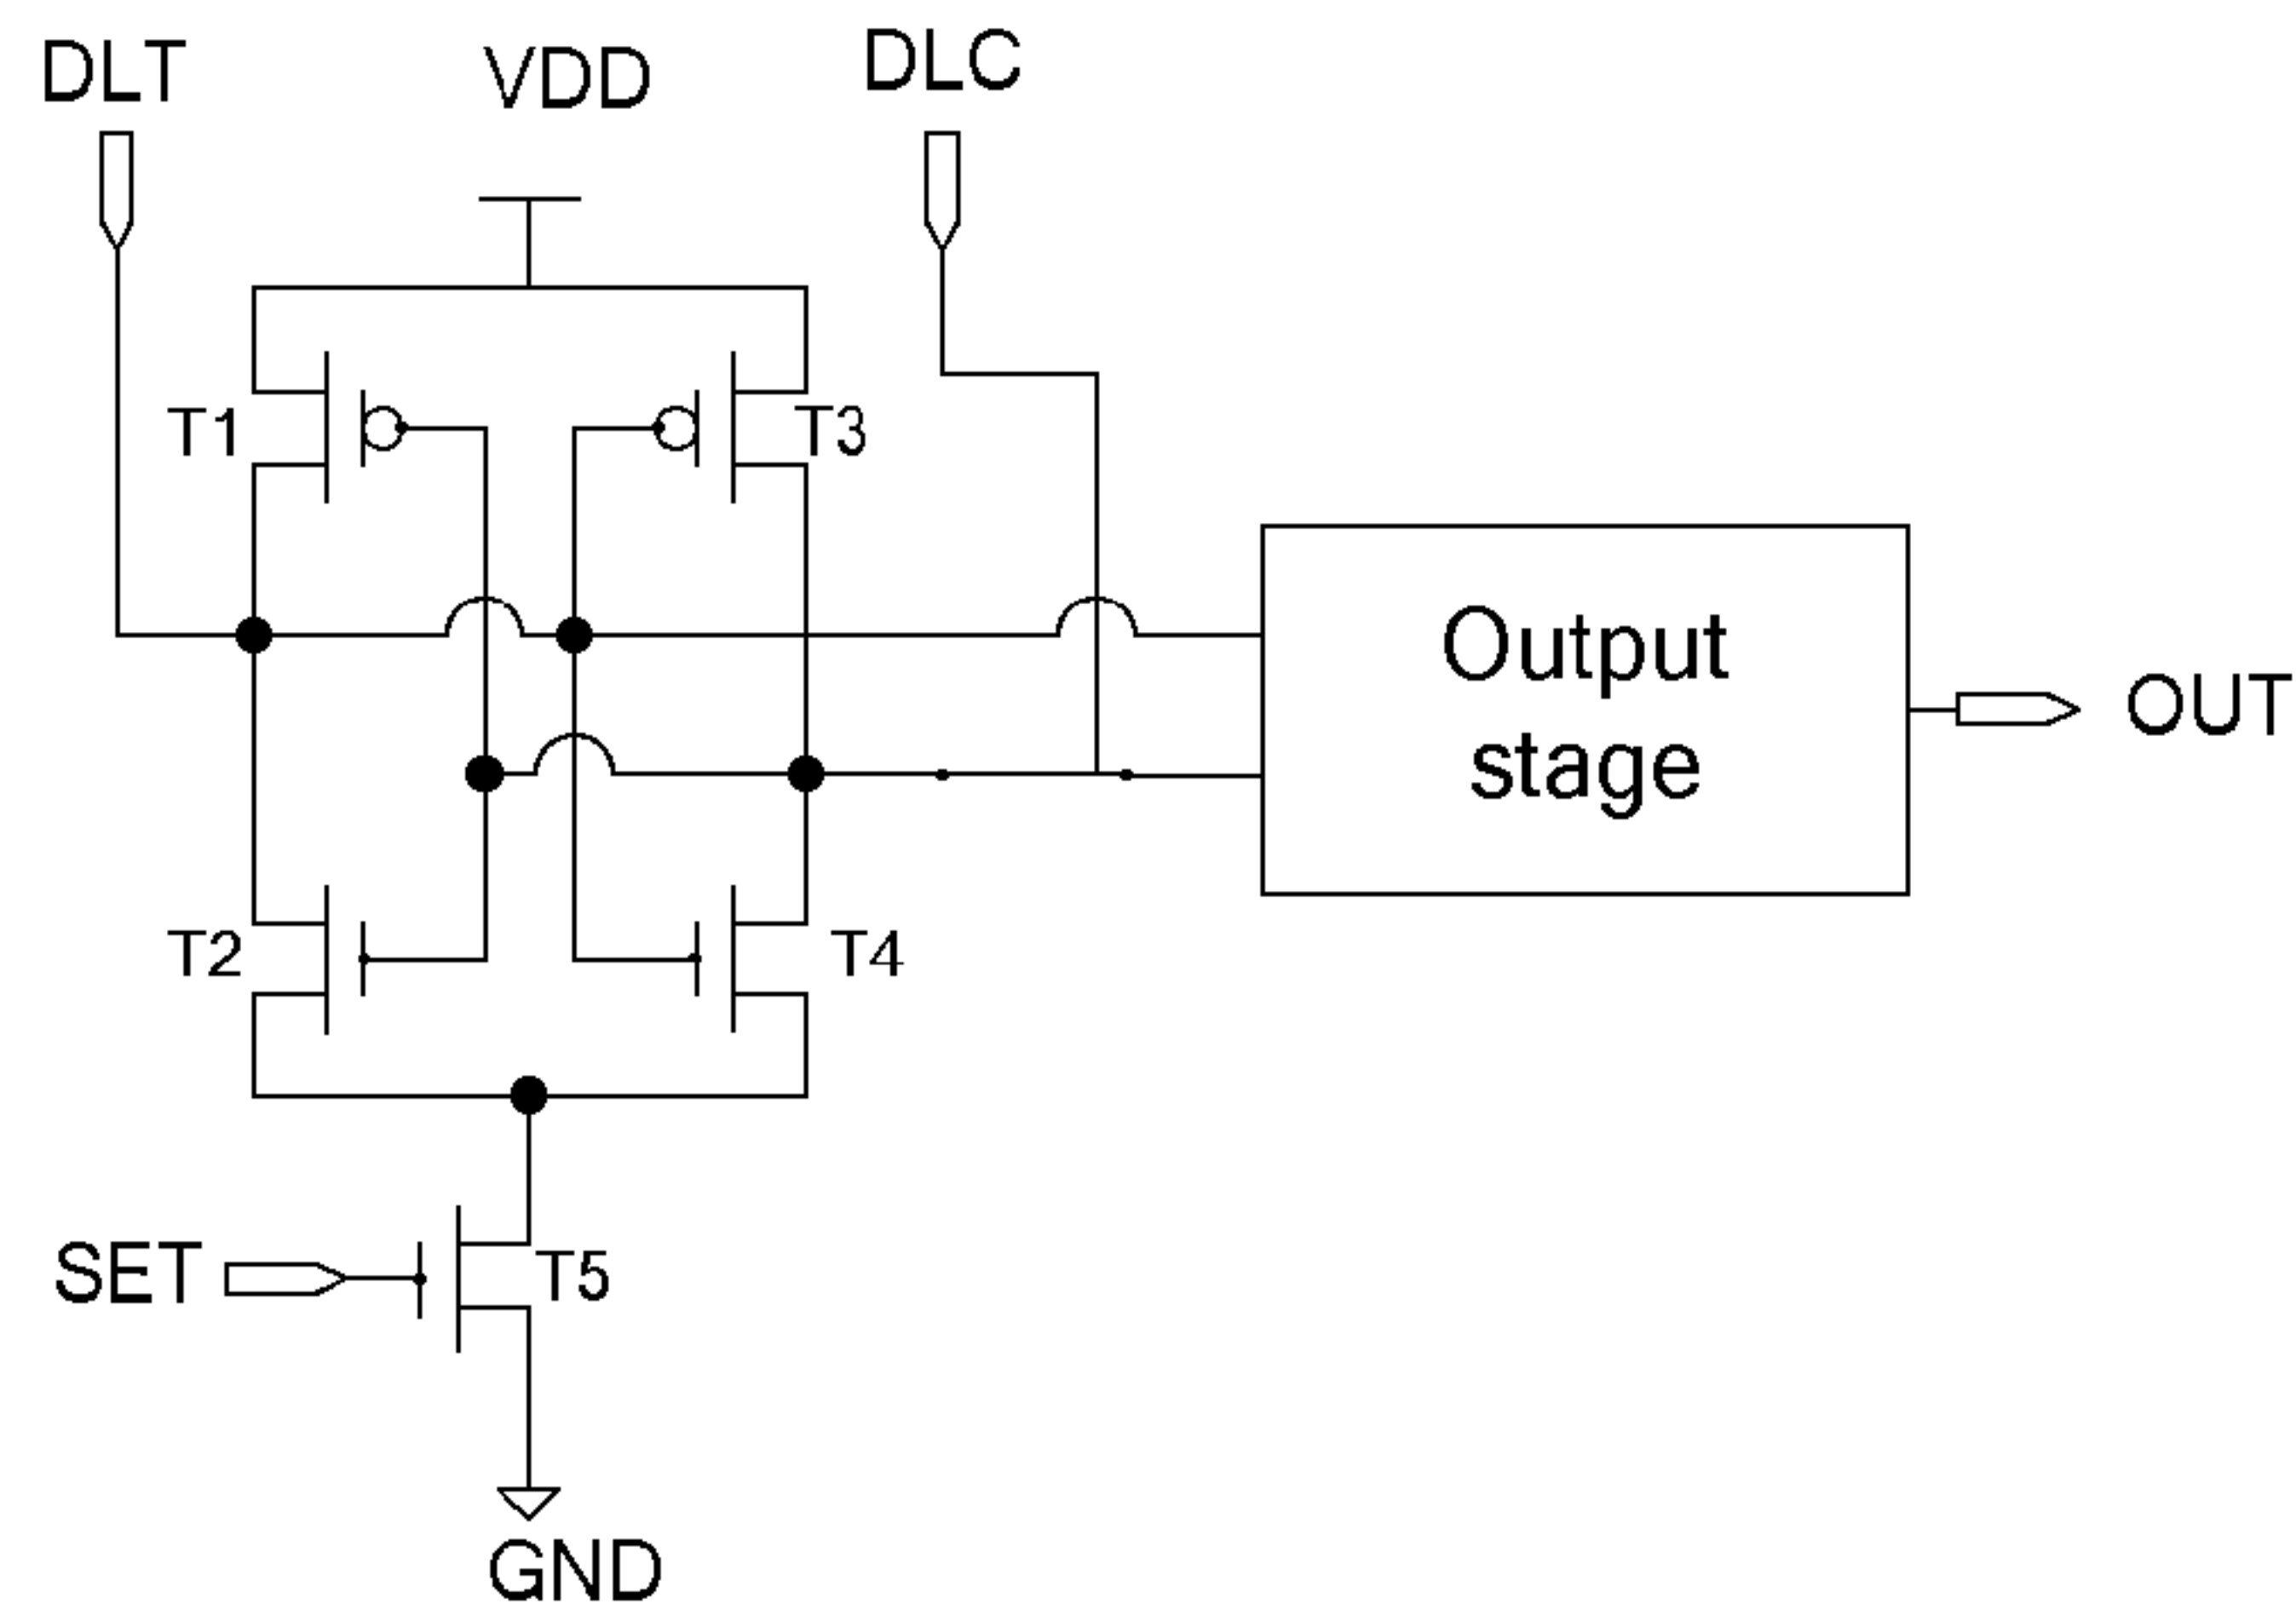 DLT
VDD
DLC
T1
T3
Output
stage
OUT
T2
T4
SET
T5
GND